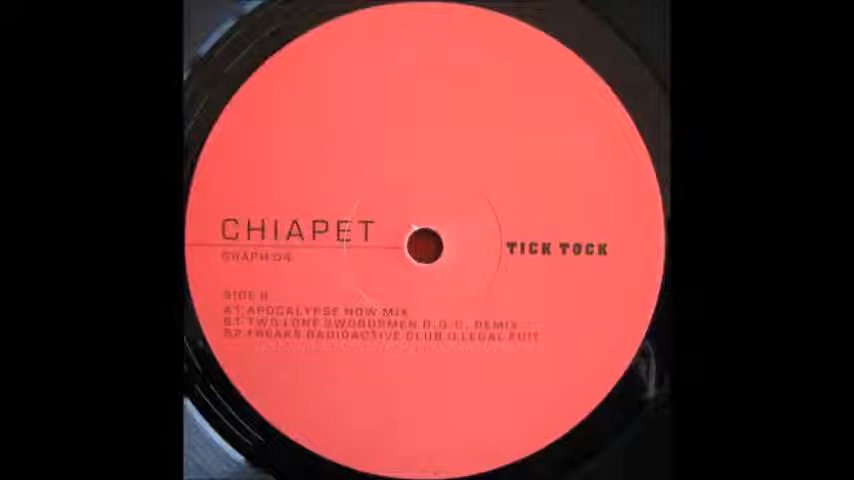 CHIAPET
TICK TOCK
GRAPH 04
SIDE B
A1 APOCALYPSE NOW MIX
B1 TWO LONE SWORDSMEN R.G.C. REMIX
B2 FREAKS RADIOACTIVE CLUB ILLEGAL